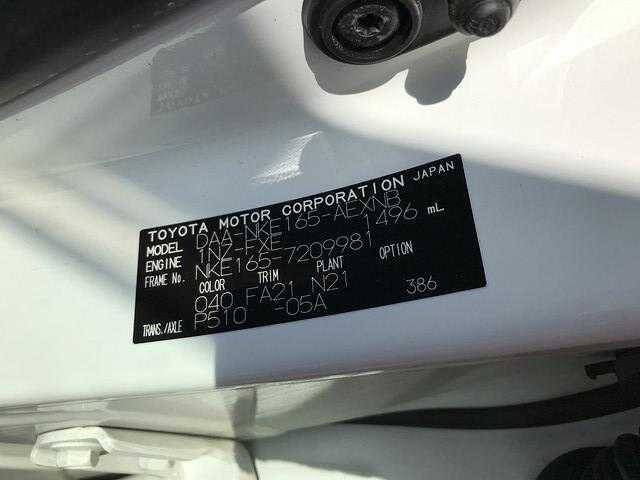 TOYOTA MOTOR CORPORATION JAPAN
MODEL DAA-NKE165-AEXNB
ENGINE 1NZ-FXE 1496 mL
FRAME No. NKE165-7209981
COLOR TRIM PLANT OPTION
040 FA21 N21
TRANS./AXLE P510 -05A 386